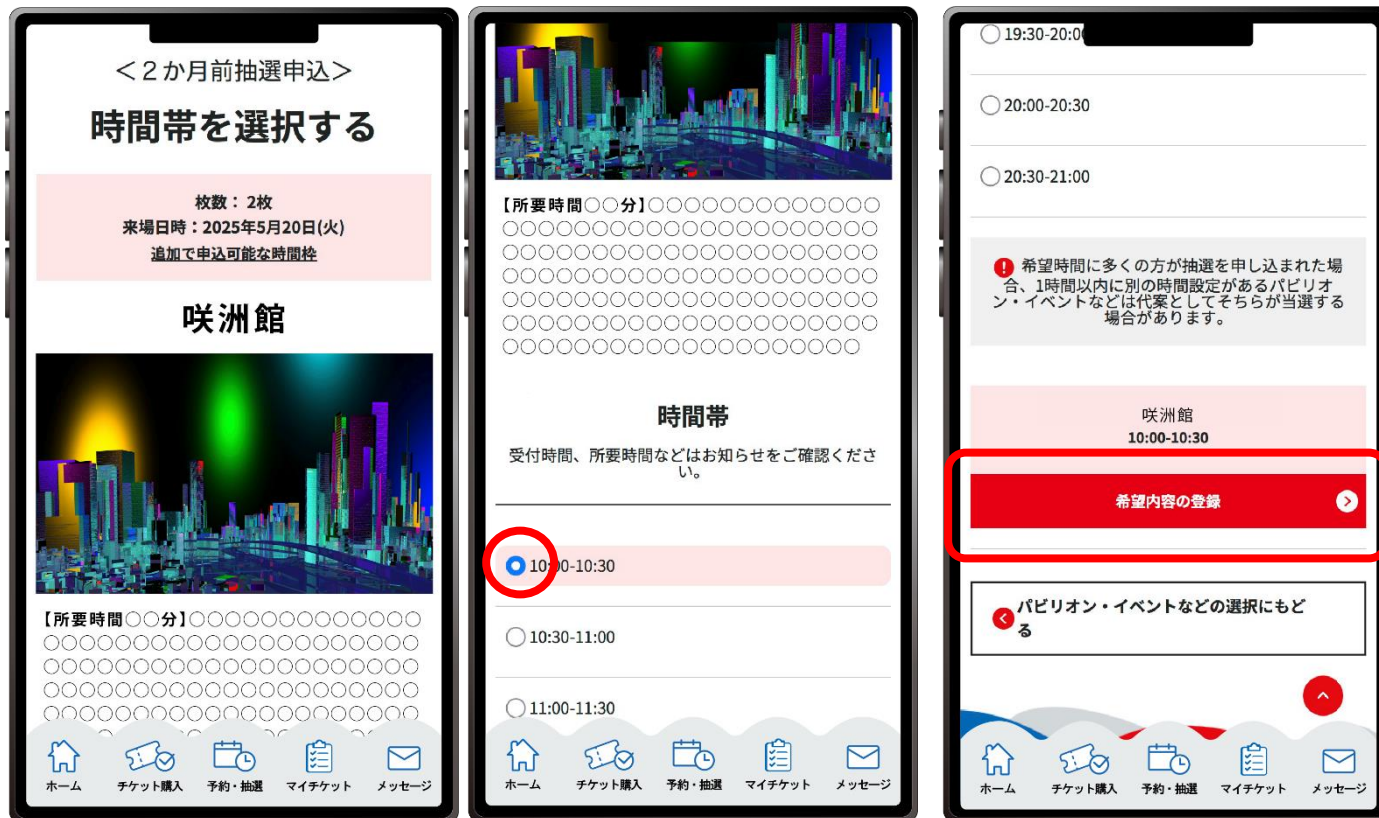 ＜２か月前抽選申込＞
時間帯を選択する
枚数： 2枚
来場日時：2025年5月20日(火)
追加で申込可能な時間枠
咲洲館
【所要時間○○分】○○○○○○○○○○○○○
○○○○○○○○○○○○○○○○○○○○○
○○○○○○○○○○○○○○○○○○○○○
○○○○○○○○○○○○○○○○○○○○○
○○○○○○○○○○○○○○○○○○○○○
ホーム チケット購入 予約・抽選 マイチケット メッセージ
【所要時間○○分】○○○○○○○○○○○○○
○○○○○○○○○○○○○○○○○○○○○
○○○○○○○○○○○○○○○○○○○○○
○○○○○○○○○○○○○○○○○○○○○
○○○○○○○○○○○○○○○○○○○○○
○○○○○○○○○○○○○○○○○○○○○
○○○○○○○○○○○○○○○○○○○○
時間帯
受付時間、所要時間などはお知らせをご確認くださ
い。
10:00-10:30
10:30-11:00
11:00-11:30
ホーム チケット購入 予約・抽選 マイチケット メッセージ
19:30-20:00
20:00-20:30
20:30-21:00
希望時間に多くの方が抽選を申し込まれた場
合、1時間以内に別の時間設定があるパビリオ
ン・イベントなどは代案としてそちらが当選する
場合があります。
咲洲館
10:00-10:30
希望内容の登録
パビリオン・イベントなどの選択にもど
る
ホーム チケット購入 予約・抽選 マイチケット メッセージ